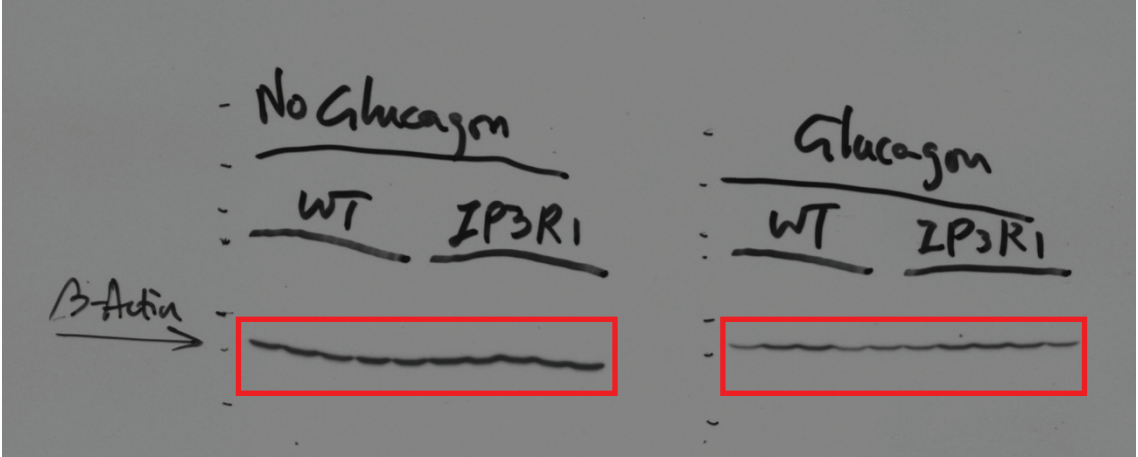 No Glucagon
Glucagon
WT IP3R1
WT IP3R1
β-Actin